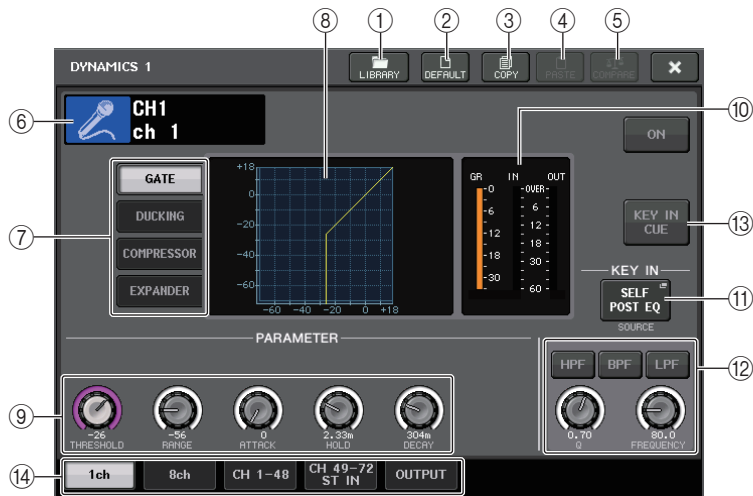 ⑧ ① ② ③ ④ ⑤
DYNAMICS 1
LIBRARY DEFAULT COPY PASTE COMPARE ×
⑥ CH1
ch 1
⑩
ON
GATE
DUCKING
COMPRESSOR
EXPANDER
⑦
+18
0
-20
-40
-60
-60 -40 -20 0 +18
GR IN OUT
0 OVER
6 6
12 12
18 18
30 30
60
KEY IN
CUE
⑬
KEY IN
SELF
POST EQ
SOURCE
⑪
PARAMETER
HPF BPF LPF
⑫
⑨
-26 -56 0 2.33m 304m
THRESHOLD RANGE ATTACK HOLD DECAY
0.70 80.0
Q FREQUENCY
⑭ 1ch 8ch CH 1-48 CH 49-72
ST IN OUTPUT